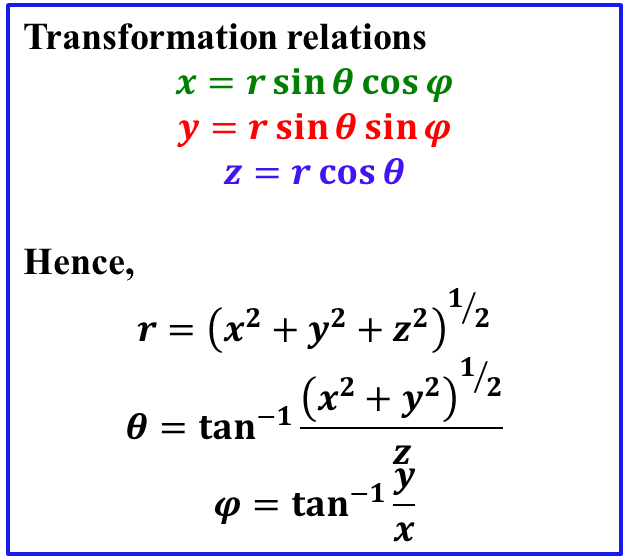 Transformation relations
x = r sin θ cos φ
y = r sin θ sin φ
z = r cos θ
Hence,
r = (x² + y² + z²)^1/2
θ = tan⁻¹ (x² + y²)^1/2 / z
φ = tan⁻¹ y/x